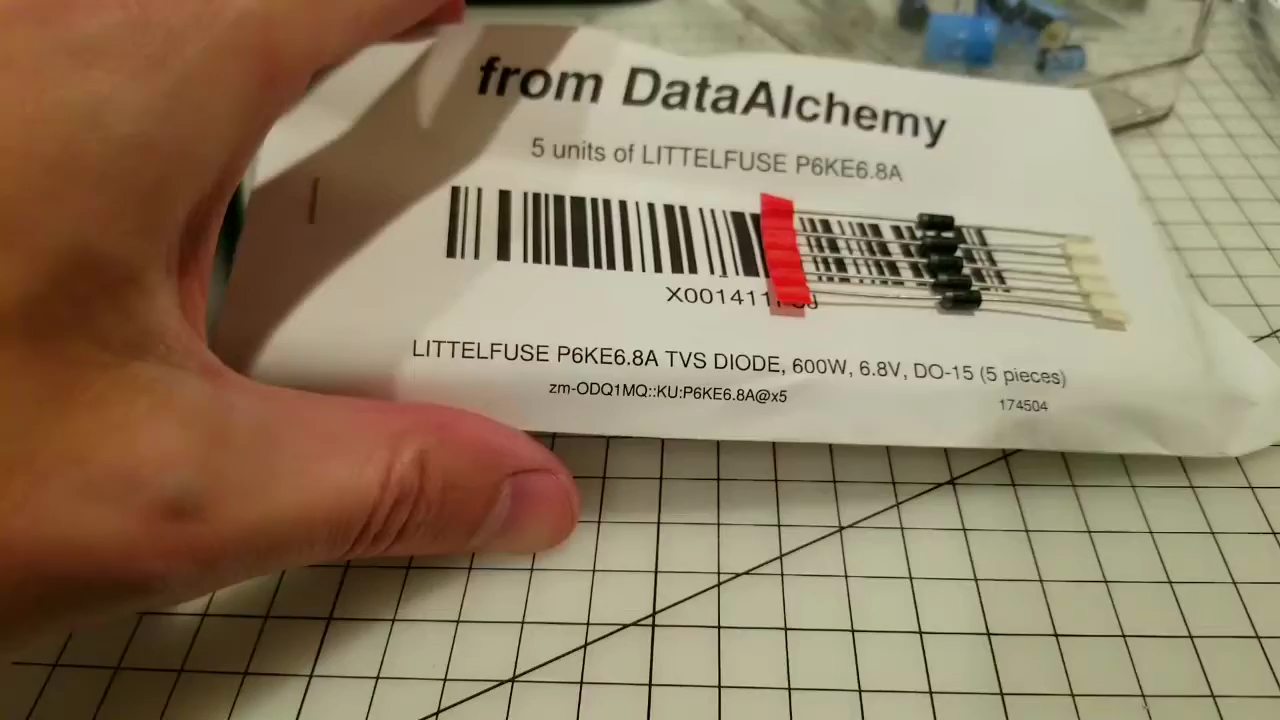 from DataAlchemy
5 units of LITTELFUSE P6KE6.8A
LITTELFUSE P6KE6.8A TVS DIODE, 600W, 6.8V, DO-15 (5 pieces)
zm-ODQ1MQ::KU:P6KE6.8A@x5
174504